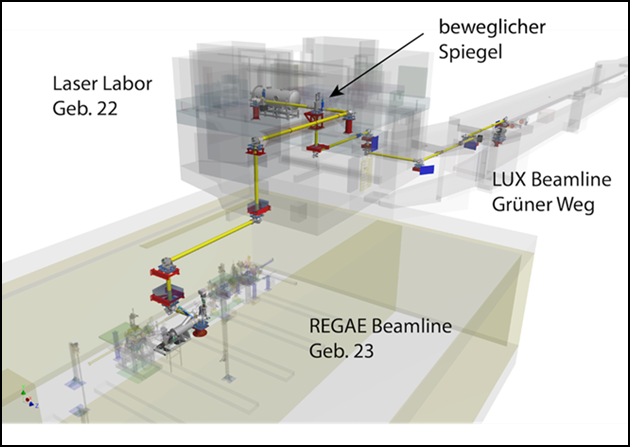 beweglicher
Spiegel
Laser Labor
Geb. 22
LUX Beamline
Grüner Weg
REGAE Beamline
Geb. 23